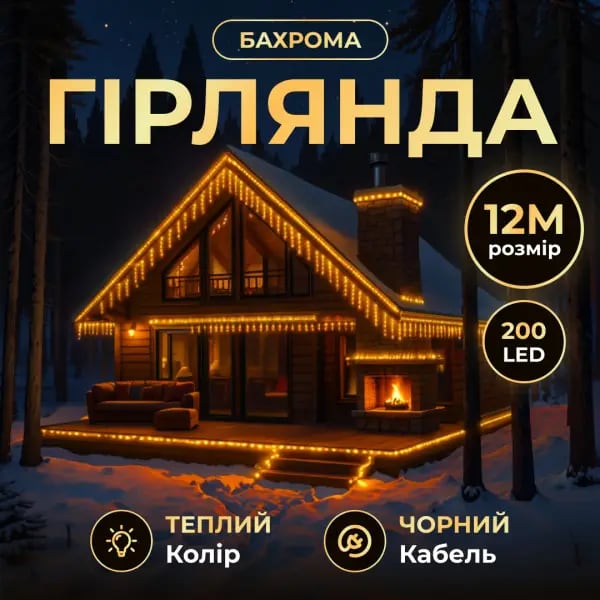 БАХРОМА
ГІРЛЯНДА
12М
розмір
200
LED
ТЕПЛИЙ
Колір
ЧОРНИЙ
Кабель